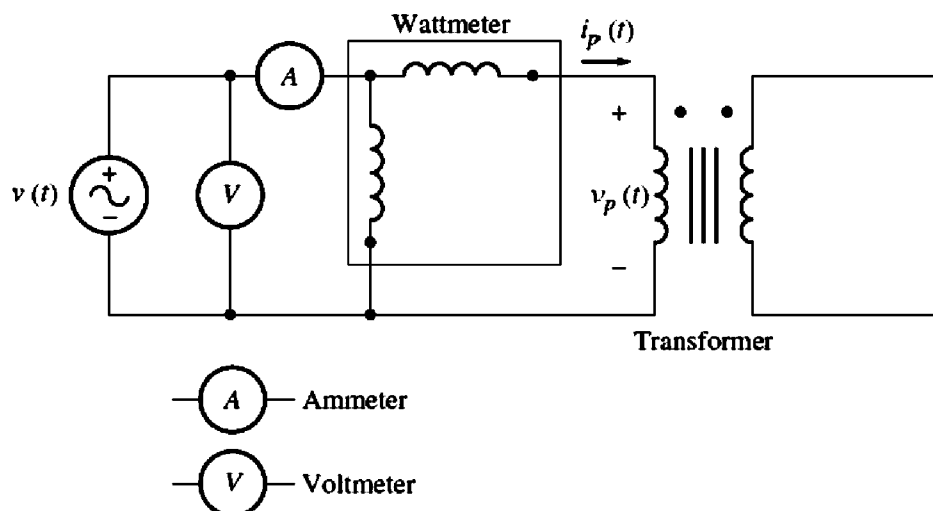 Wattmeter
i_p (t)
A
+
+
v (t)
V
v_p (t)
−
−
Transformer
A Ammeter
V Voltmeter